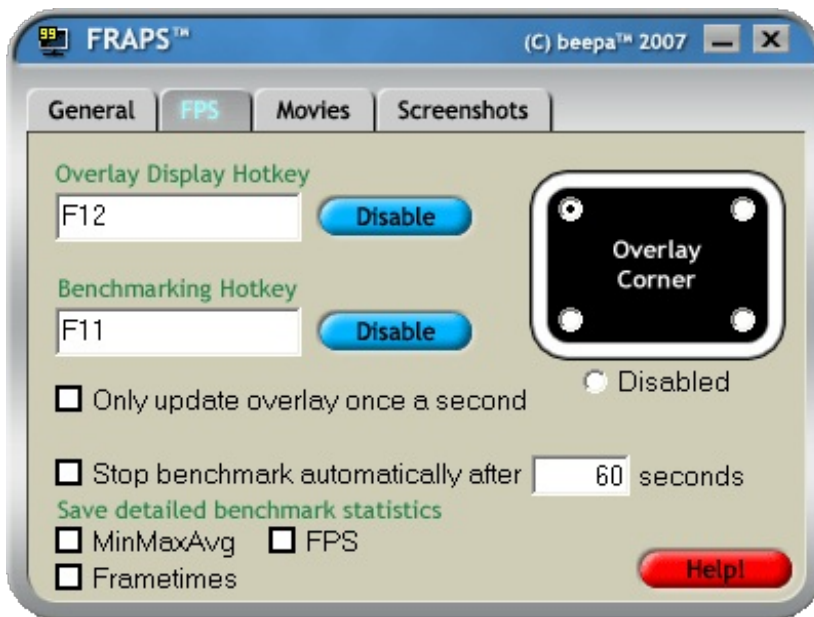 99
FRAPS™
(C) beepa™ 2007
General
FPS
Movies
Screenshots
Overlay Display Hotkey
F12
Disable
Overlay
Corner
Benchmarking Hotkey
F11
Disable
Disabled
Only update overlay once a second
Stop benchmark automatically after 60 seconds
Save detailed benchmark statistics
MinMaxAvg
FPS
Frametimes
Help!